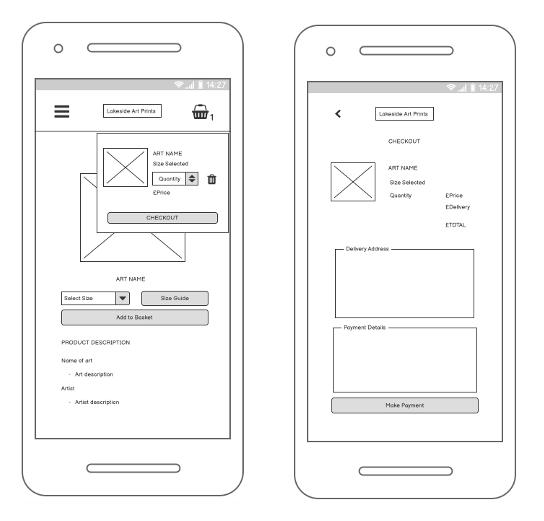 14:27
Lakeside Art Prints
1
ART NAME
Size Selected
Quantity
£Price
CHECKOUT
ART NAME
Select Size
Size Guide
Add to Basket
PRODUCT DESCRIPTION
Name of art
- Art description
Artist
- Artist description
14:27
Lakeside Art Prints
CHECKOUT
ART NAME
Size Selected
Quantity £Price
£Delivery
£TOTAL
Delivery Address
Payment Details
Make Payment